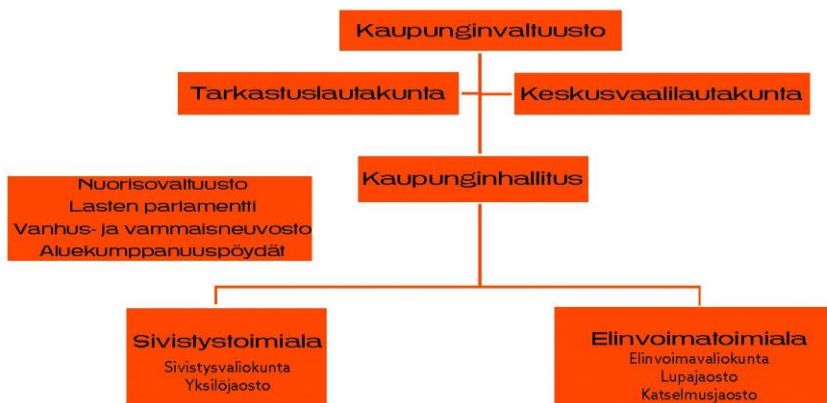 Kaupunginvaltuusto
Tarkastuslautakunta
Keskusvaalilautakunta
Kaupunginhallitus
Nuorisovaltuusto
Lasten parlamentti
Vanhus- ja vammaisneuvosto
Aluekumppanuuspöydät
Sivistystoimiala
Sivistysvaliokunta
Yksilöjaosto
Elinvoimatoimiala
Elinvoimavaliokunta
Lupajaosto
Katselmusjaosto